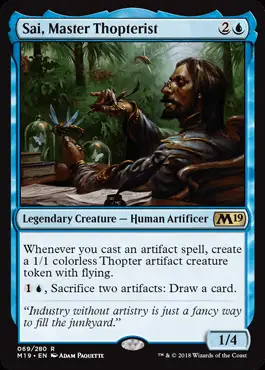 Sai, Master Thopterist 2
Legendary Creature — Human Artificer M19
Whenever you cast an artifact spell, create
a 1/1 colorless Thopter artifact creature
token with flying.
1, Sacrifice two artifacts: Draw a card.
“Industry without artistry is just a fancy way
to fill the junkyard.”
1/4
069/280 R
M19 • EN ADAM PAQUETTE ™ & © 2018 Wizards of the Coast